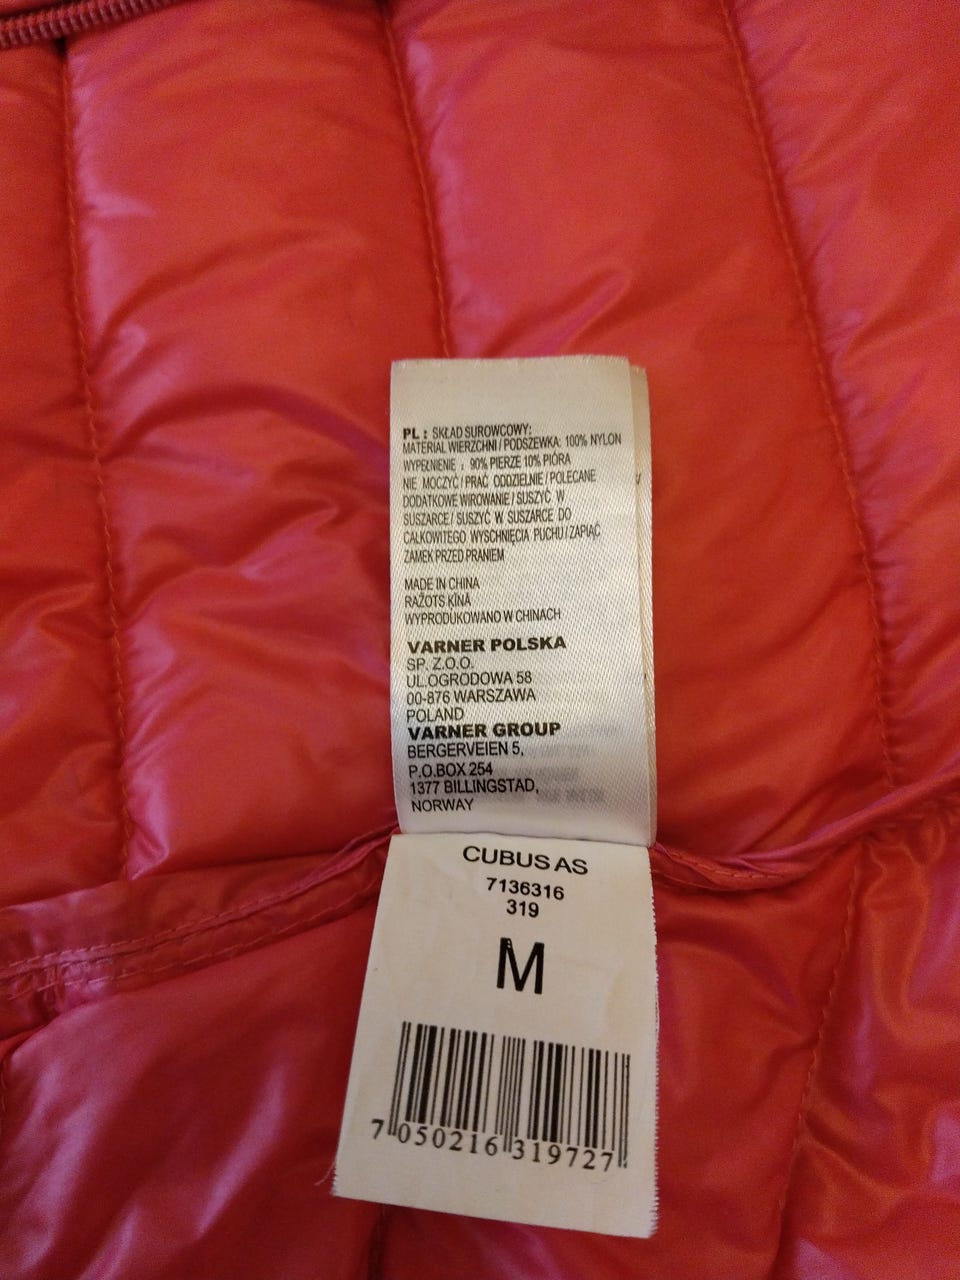 PL : SKŁAD SUROWCOWY:
MATERIAL WIERZCHNI / PODSZEWKA: 100% NYLON
WYPEŁNIENIE : 90% PIERZE 10% PIÓRA
NIE MOCZYĆ / PRAĆ ODDZIELNIE / POLECANE
DODATKOWE WIROWANIE / SUSZYĆ W
SUSZARCE / SUSZYĆ W SUSZARCE DO
CAŁKOWITEGO WYSCHNIĘCIA PUCHU / ZAPIĄĆ
ZAMEK PRZED PRANIEM
MADE IN CHINA
RAŽOTS ĶĪNĀ
WYPRODUKOWANO W CHINACH
VARNER POLSKA
SP. Z.O.O.
UL.OGRODOWA 58
00-876 WARSZAWA
POLAND
VARNER GROUP
BERGERVEIEN 5,
P.O.BOX 254
1377 BILLINGSTAD,
NORWAY
CUBUS AS
7136316
319
M
7 050216 319727